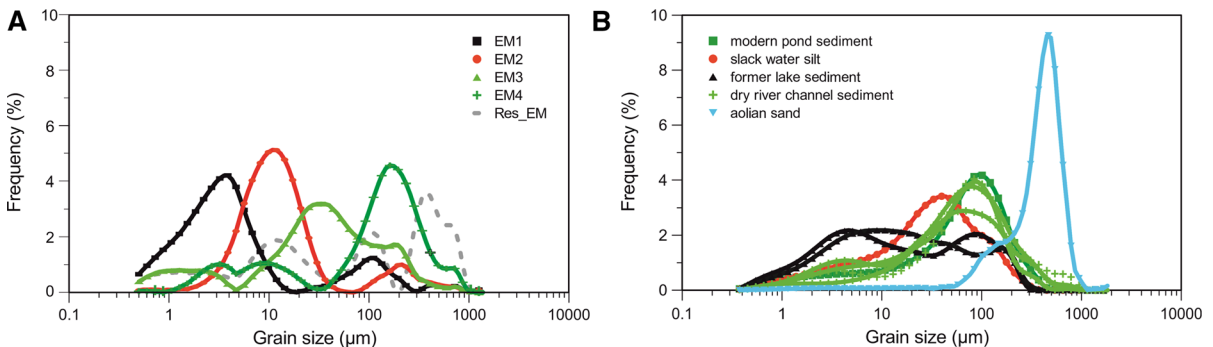 A
Frequency (%)
10
8
6
4
2
0
EM1
EM2
EM3
EM4
Res_EM
0.1 1 10 100 1000 10000
Grain size (µm)
B
Frequency (%)
10
8
6
4
2
0
modern pond sediment
slack water silt
former lake sediment
dry river channel sediment
aolian sand
0.1 1 10 100 1000 10000
Grain size (µm)